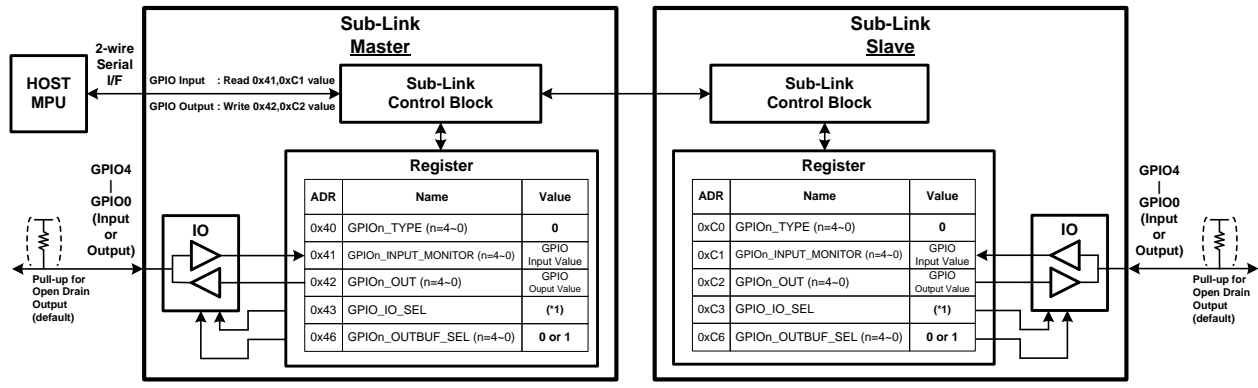 Sub-Link
Master
2-wire
Serial
I/F
HOST
MPU
GPIO Input : Read 0x41,0xC1 value
GPIO Output : Write 0x42,0xC2 value
Sub-Link
Control Block
GPIO4
|
GPIO0
(Input
or
Output)
Pull-up for
Open Drain
Output
(default)
IO
Register
ADR Name Value
0x40 GPIOn_TYPE (n=4~0) 0
0x41 GPIOn_INPUT_MONITOR (n=4~0) GPIO Input Value
0x42 GPIOn_OUT (n=4~0) GPIO Ouput Value
0x43 GPIO_IO_SEL (*1)
0x46 GPIOn_OUTBUF_SEL (n=4~0) 0 or 1
Sub-Link
Slave
Sub-Link
Control Block
Register
ADR Name Value
0xC0 GPIOn_TYPE (n=4~0) 0
0xC1 GPIOn_INPUT_MONITOR (n=4~0) GPIO Input Value
0xC2 GPIOn_OUT (n=4~0) GPIO Output Value
0xC3 GPIO_IO_SEL (*1)
0xC6 GPIOn_OUTBUF_SEL (n=4~0) 0 or 1
IO
GPIO4
|
GPIO0
(Input
or
Output)
Pull-up for
Open Drain
Output
(default)